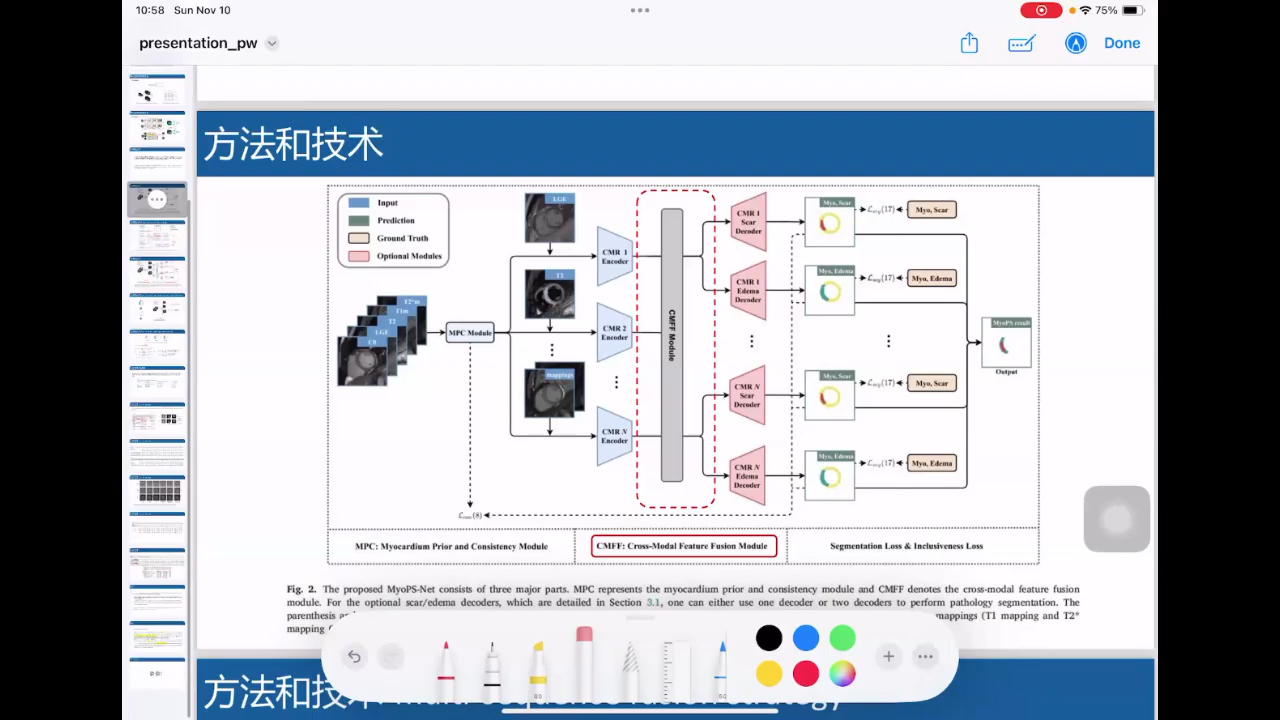 10:58 Sun Nov 10
75%
presentation_pw
Done
方法和技术
Input
Prediction
Ground Truth
Optional Modules
T2*m
T1m
T2
LGE
C0
MPC Module
LGE
mappings
CMR 1
Encoder
CMR 2
Encoder
CMR N
Encoder
CMFF Module
CMR 1
Scar
Decoder
CMR 1
Edema
Decoder
CMR N
Scar
Decoder
CMR N
Edema
Decoder
Myo, Scar
(17)
Myo, Scar
Myo, Edema
(17)
Myo, Edema
Myo, Scar
(17)
Myo, Scar
Myo, Edema
(17)
Myo, Edema
MyoPS result
Output
(8)
MPC: Myocardium Prior and Consistency Module
CMFF: Cross-Modal Feature Fusion Module
Segmentation Loss & Inclusiveness Loss
Fig. 2. The proposed MyoPS-Net consists of three major parts. MPC represents the myocardium prior and consistency module and CMFF denotes the cross-modal feature fusion
module. For the optional scar/edema decoders, which are detailed in Section 3.1, one can either use one decoder or two decoders to perform pathology segmentation. The
parenthesis mappings (T1 mapping and T2*
mapping
方法和技